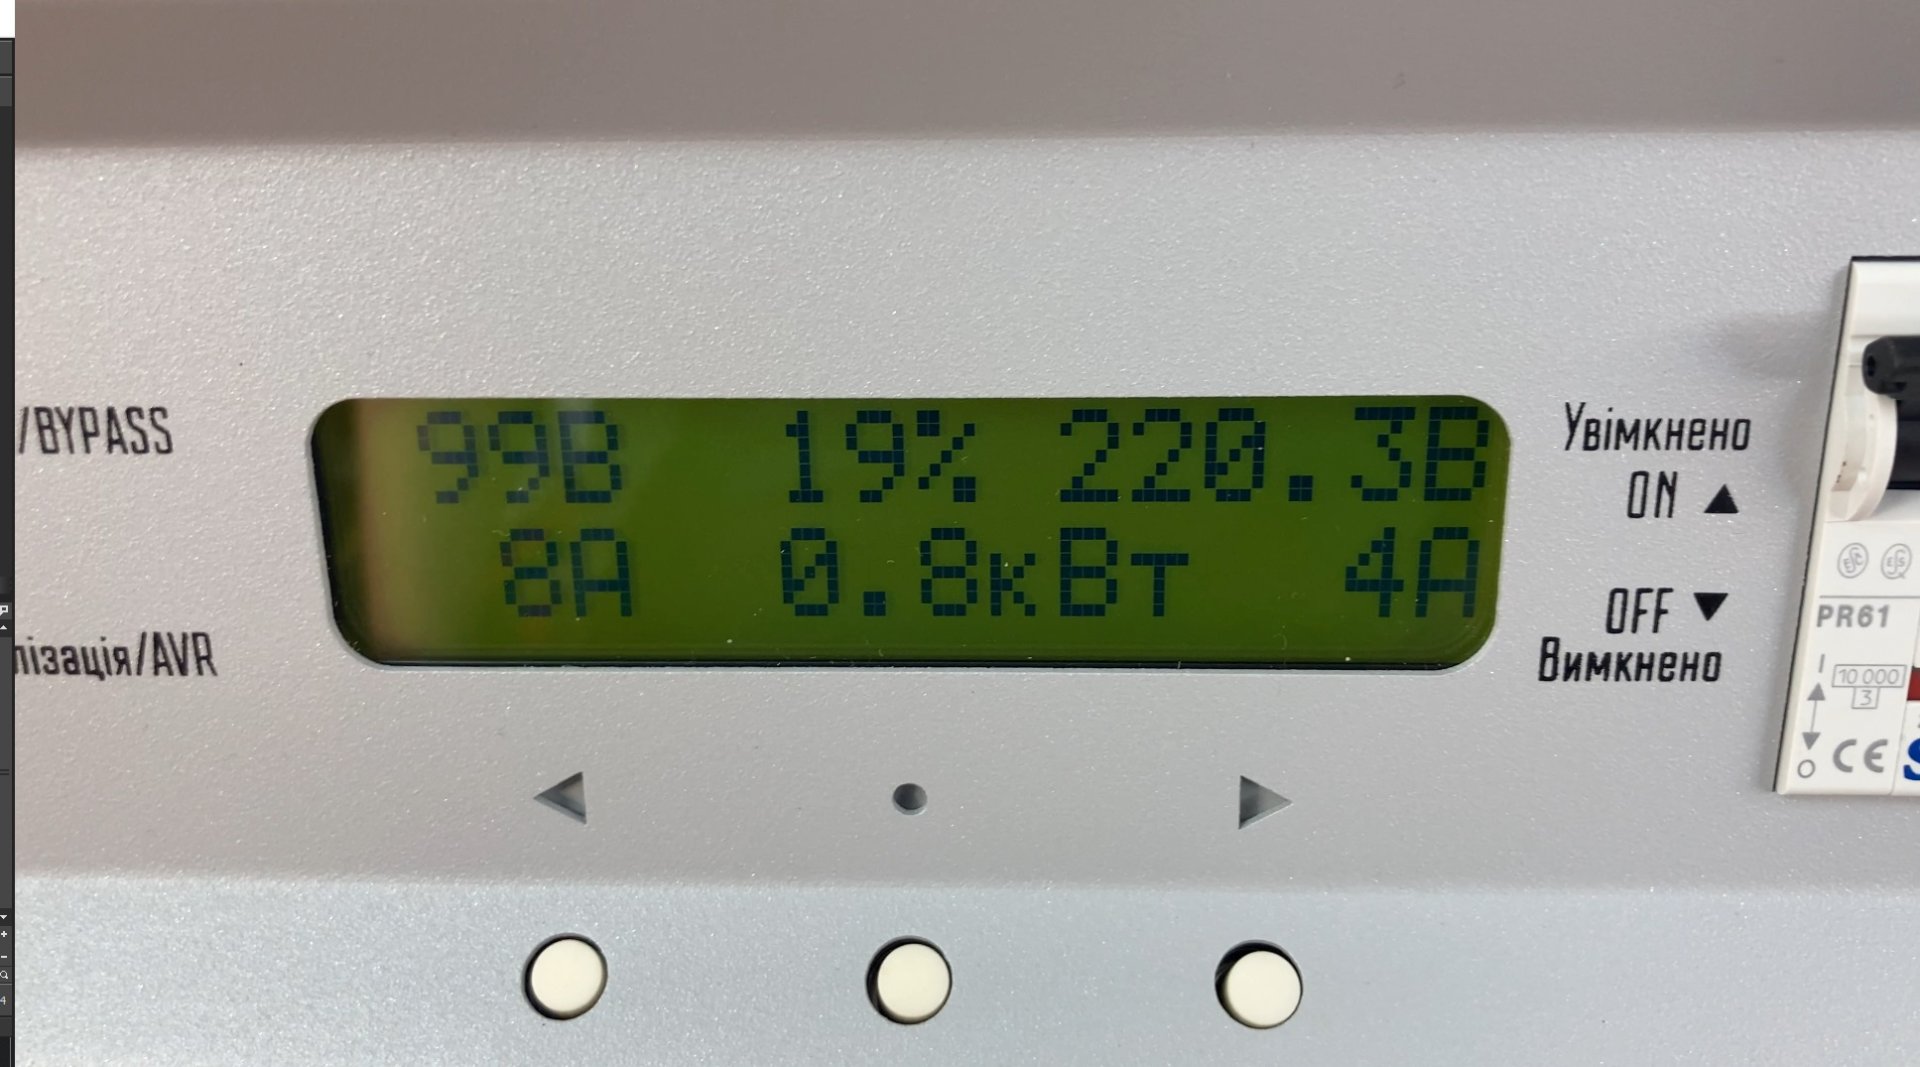 /BYPASS
лізація/AVR
99В 19% 220.3В
8А 0.8кВт 4А
Увімкнено
ON ▲
OFF ▼
Вимкнено
PR61
I
10 000
3
O
CE